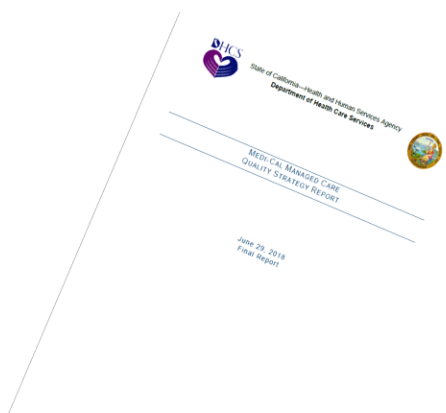 DHCS
State of California—Health and Human Services Agency
Department of Health Care Services
MEDI-CAL MANAGED CARE
QUALITY STRATEGY REPORT
June 29, 2018
Final Report